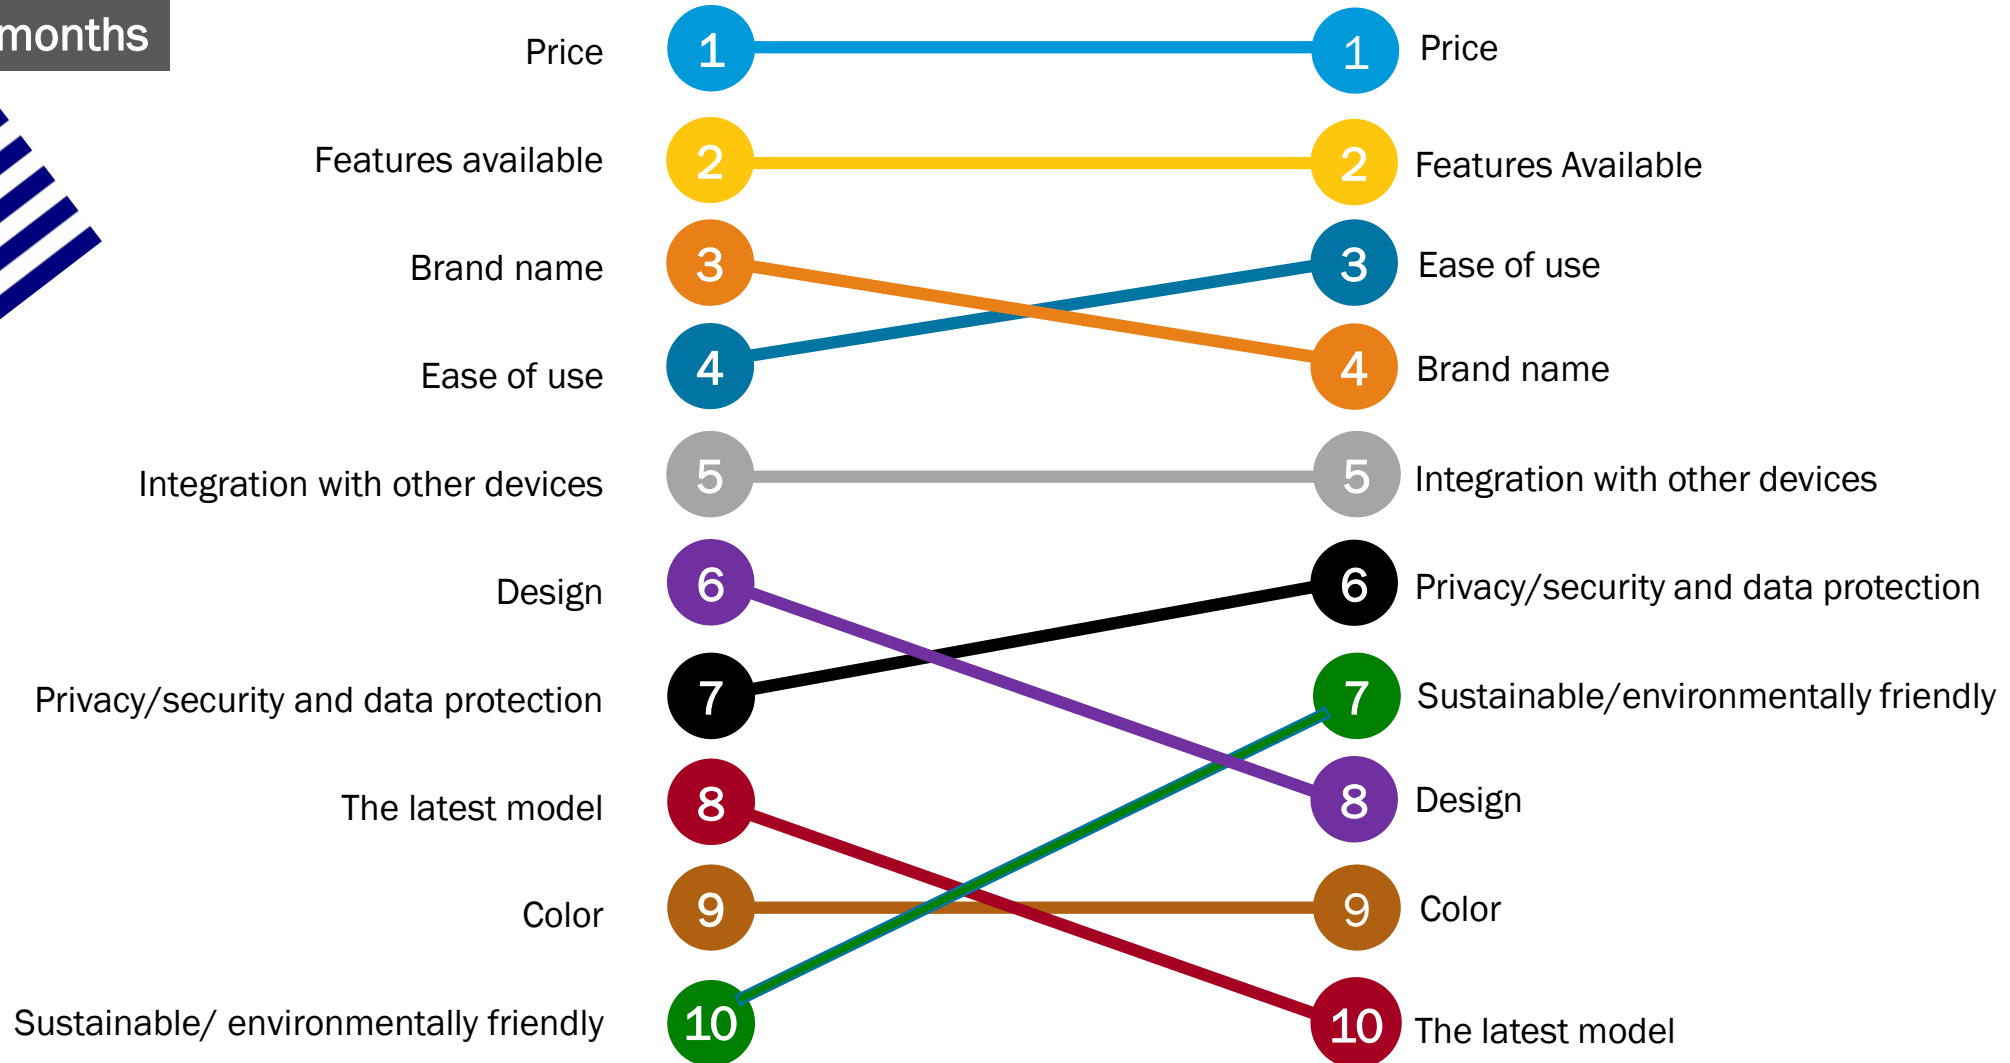 months
Price 1 1 Price
Features available 2 2 Features Available
Brand name 3 3 Ease of use
Ease of use 4 4 Brand name
Integration with other devices 5 5 Integration with other devices
Design 6 6 Privacy/security and data protection
Privacy/security and data protection 7 7 Sustainable/environmentally friendly
The latest model 8 8 Design
Color 9 9 Color
Sustainable/ environmentally friendly 10 10 The latest model